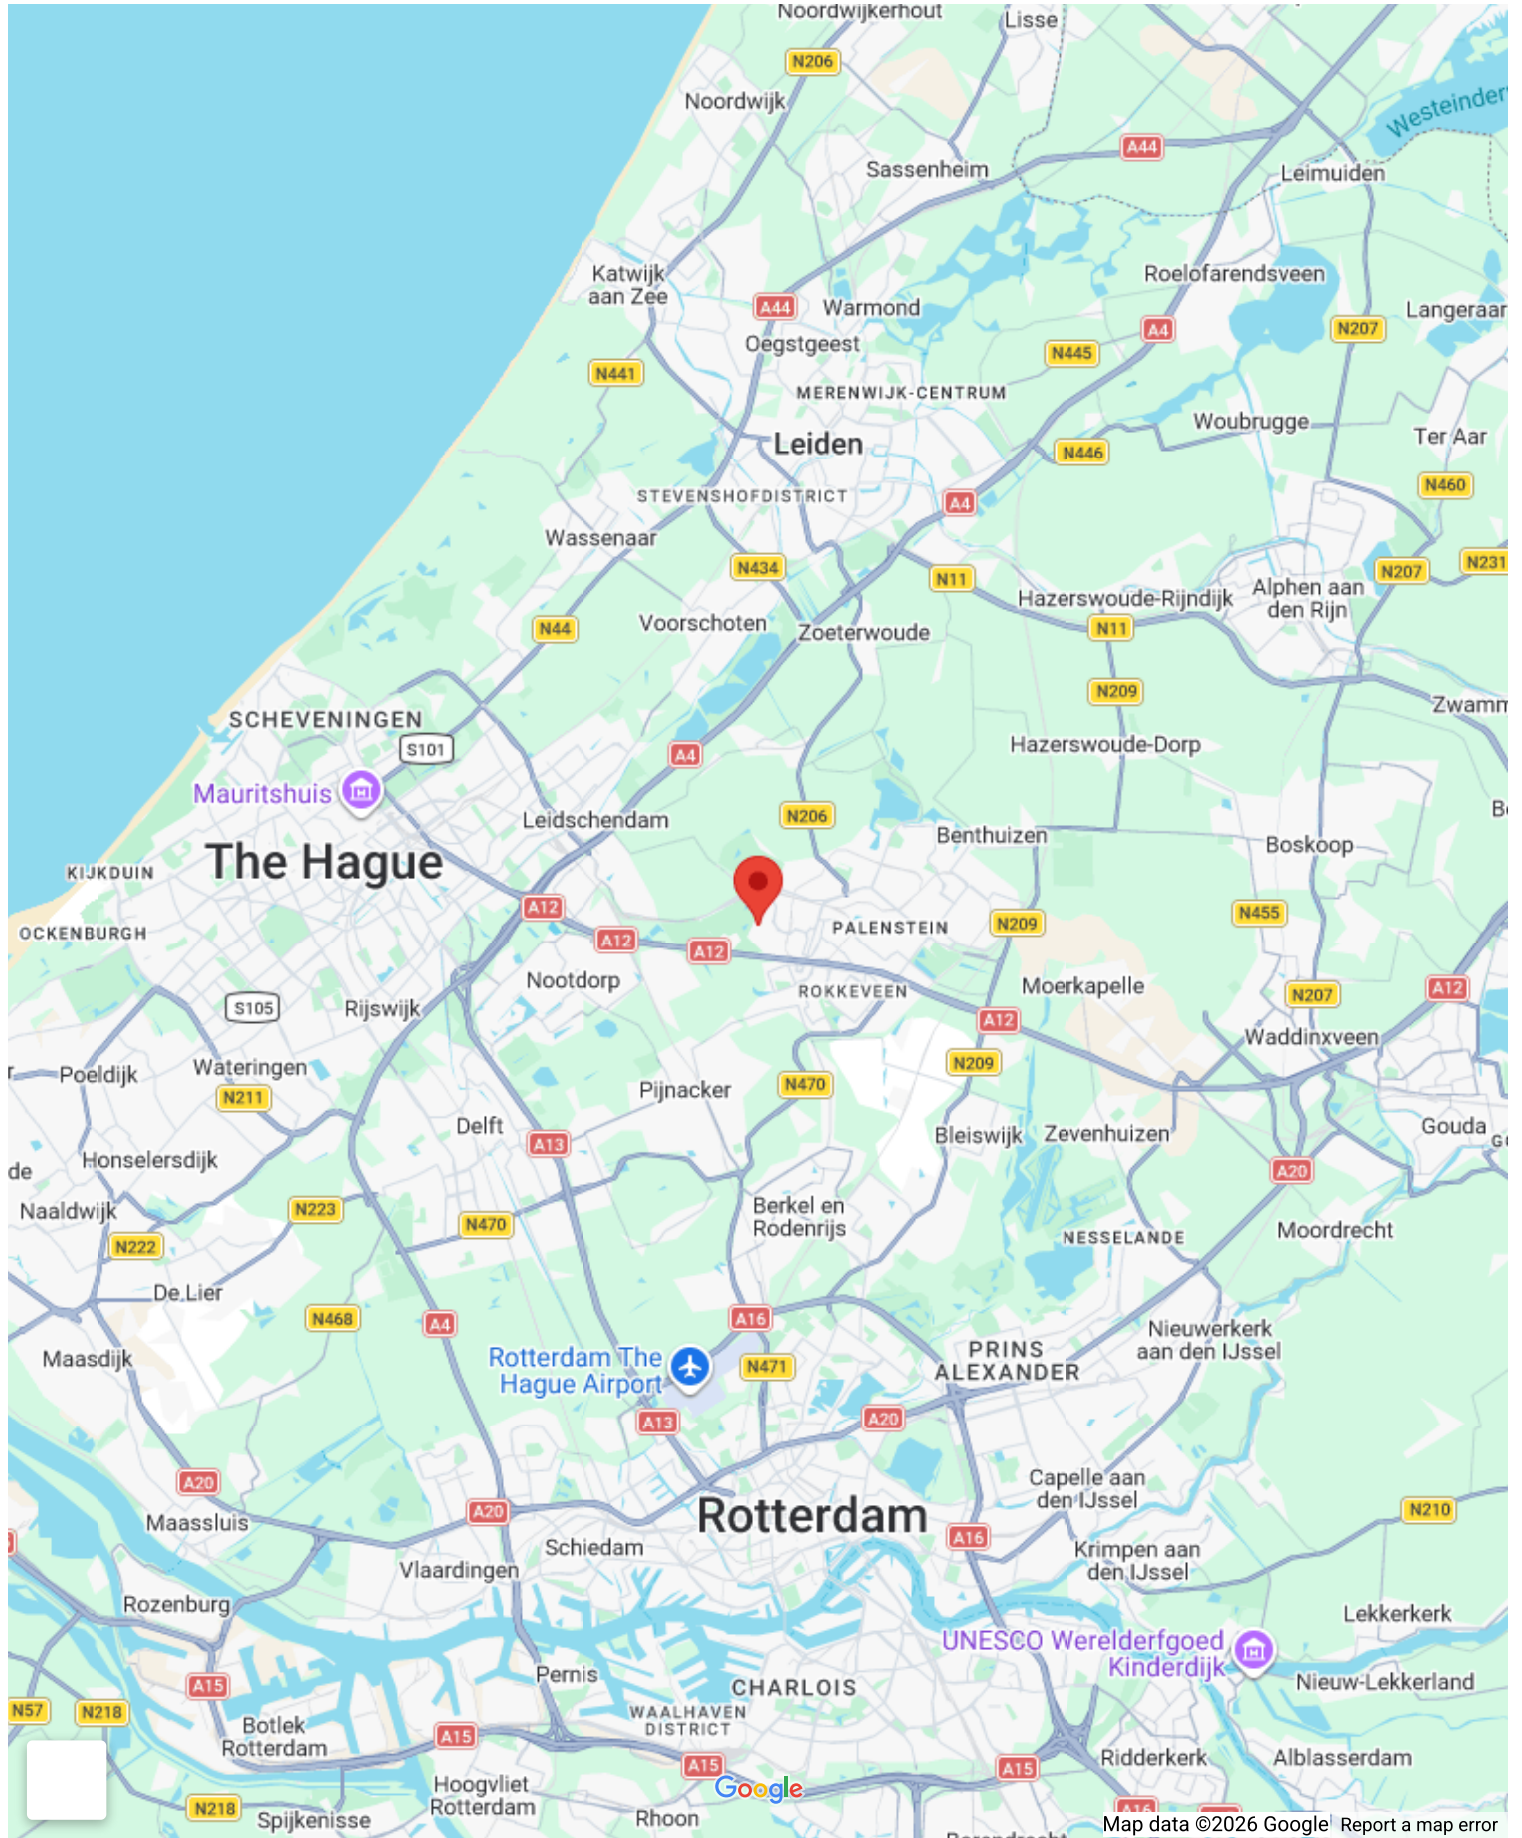 Noordwijkerhout
Lisse
N206
Noordwijk
A44
Westeinder
Sassenheim
Leimuiden
Katwijk
aan Zee
Roelofarendsveen
A44
Warmond
Langeraar
A4
N207
Oegstgeest
N445
N441
MERENWIJK-CENTRUM
Woubrugge
Leiden
Ter Aar
N446
N460
STEVENSHOFDISTRICT
A4
Wassenaar
N434
N11
N207
N231
Hazerswoude-Rijndijk
Alphen aan
den Rijn
N44
Voorschoten
Zoeterwoude
N11
N209
Zwamm
SCHEVENINGEN
S101
A4
Hazerswoude-Dorp
Mauritshuis
Leidschendam
N206
Benthuizen
Boskoop
The Hague
KIJKDUIN
A12
N455
OCKENBURGH
A12
A12
PALENSTEIN
N209
Nootdorp
ROKKEVEEN
Moerkapelle
A12
S105
Rijswijk
N207
A12
Waddinxveen
Poeldijk
Wateringen
N209
N211
Pijnacker
N470
Delft
A13
Bleiswijk
Zevenhuizen
Gouda
Honselersdijk
de
A20
Naaldwijk
N223
N470
Berkel en
Rodenrijs
Moordrecht
N222
NESSELANDE
De Lier
N468
A4
A16
Nieuwerkerk
aan den IJssel
Maasdijk
Rotterdam The
Hague Airport
N471
PRINS
ALEXANDER
A13
A20
A20
Capelle aan
den IJssel
Maassluis
A20
Rotterdam
N210
Schiedam
A16
Vlaardingen
Krimpen aan
den IJssel
Rozenburg
Lekkerkerk
UNESCO Werelderfgoed
Kinderdijk
Pernis
A15
CHARLOIS
Nieuw-Lekkerland
N57
N218
WAALHAVEN
DISTRICT
Botlek
Rotterdam
A15
A15
A15
Ridderkerk
Alblasserdam
Google
Hoogvliet
Rotterdam
N218
Spijkenisse
Rhoon
A16
Map data ©2026 Google
Report a map error